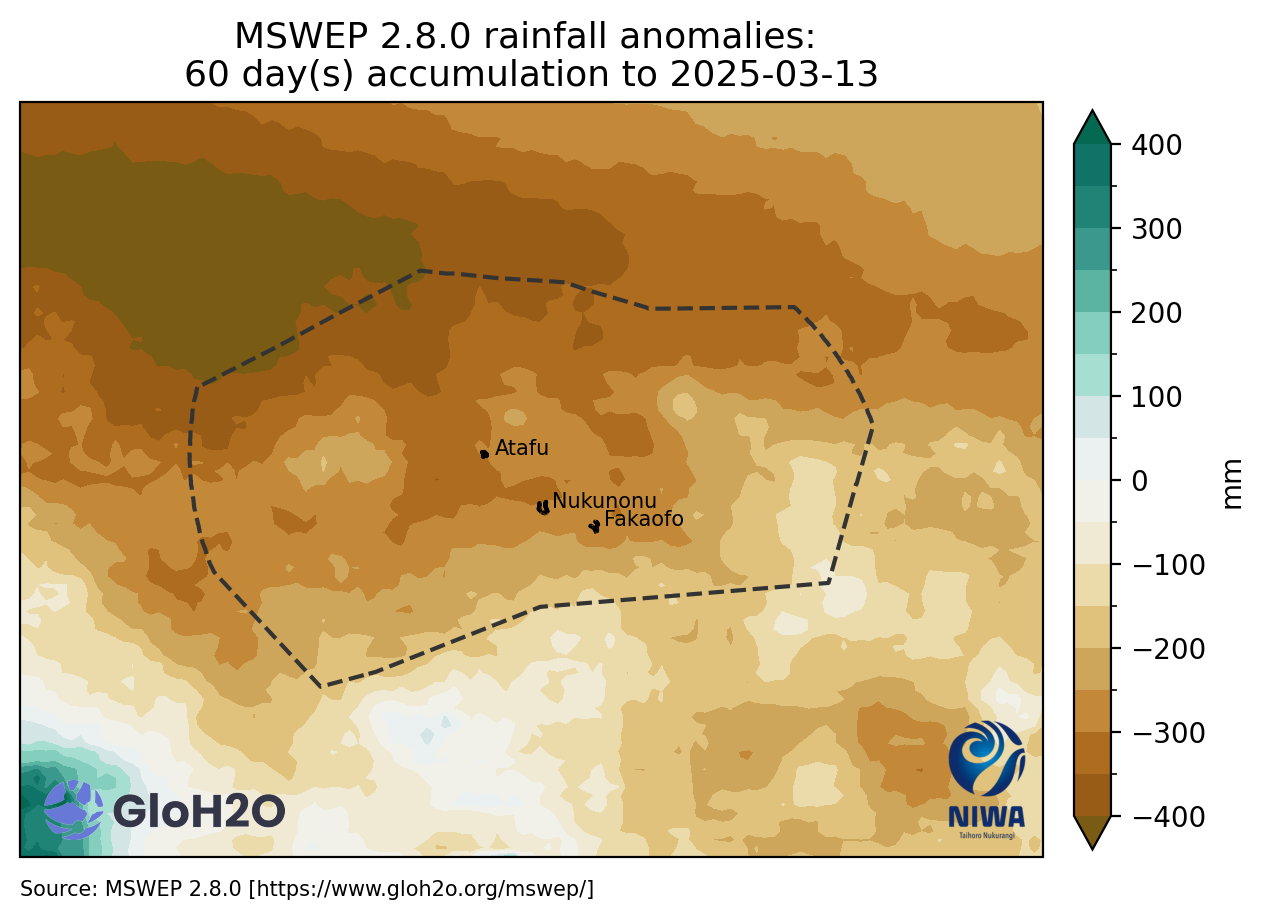 MSWEP 2.8.0 rainfall anomalies:
60 day(s) accumulation to 2025-03-13
400
300
200
100
0
−100
−200
−300
−400
mm
Atafu
Nukunonu
Fakaofo
GloH2O
NIWA
Taihoro Nukurangi
Source: MSWEP 2.8.0 [https://www.gloh2o.org/mswep/]